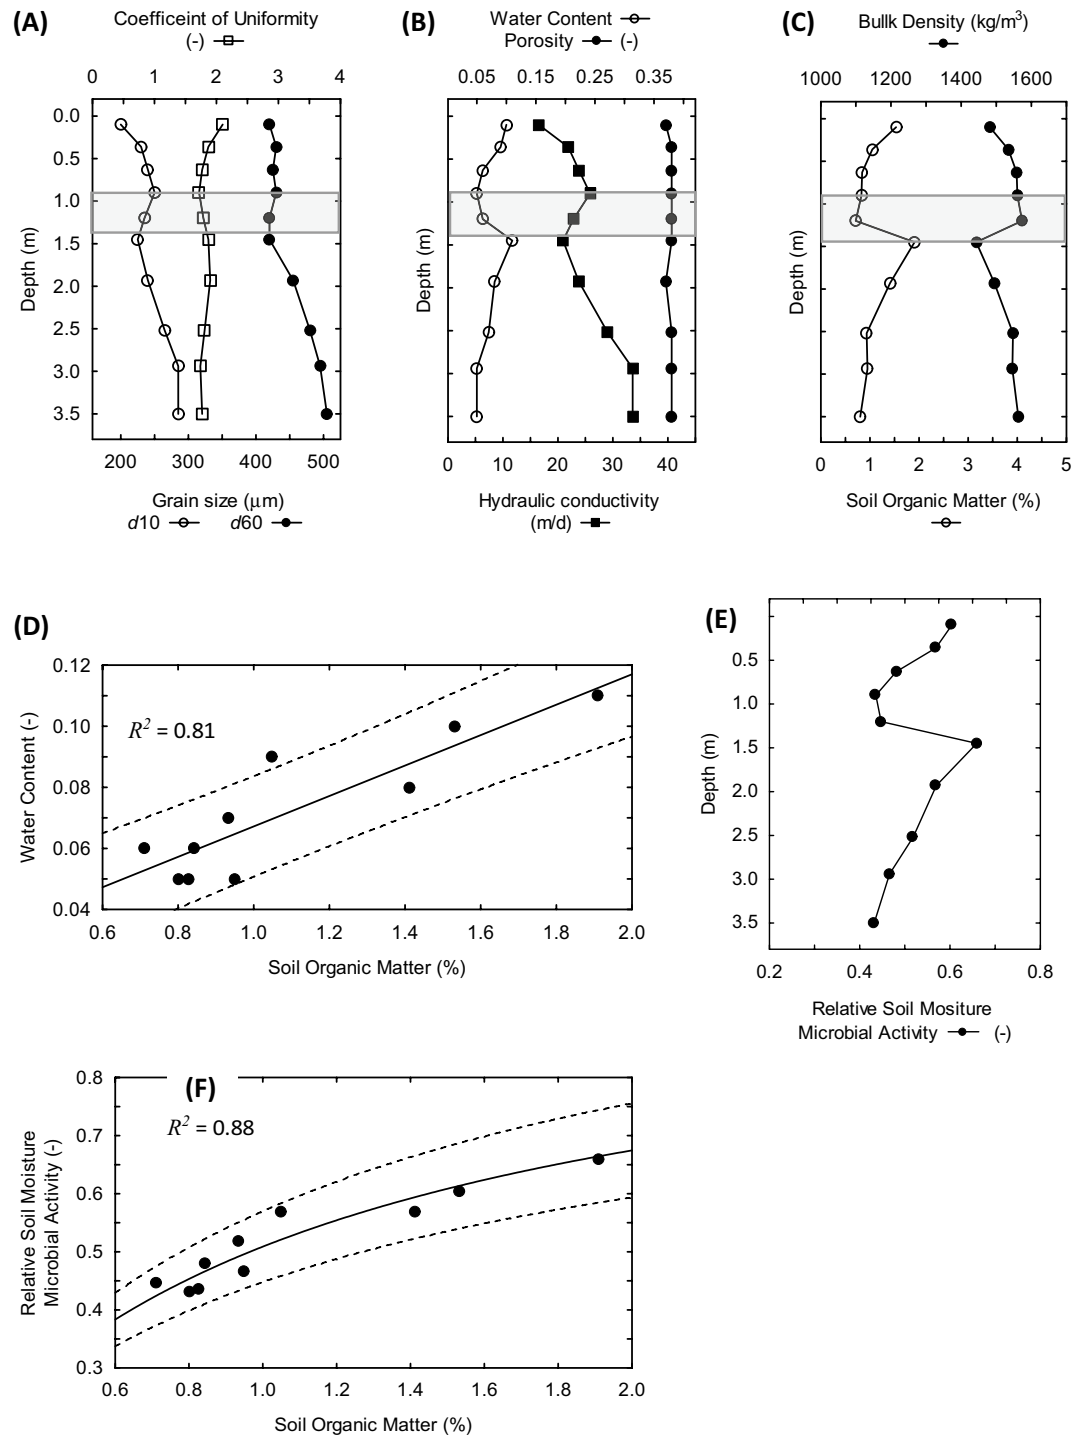 (A)
Coefficeint of Uniformity
(-)
0 1 2 3 4
0.0
0.5
1.0
1.5
2.0
2.5
3.0
3.5
Depth (m)
200 300 400 500
Grain size (μm)
d10 d60
(B)
Water Content
Porosity (-)
0.05 0.15 0.25 0.35
Depth (m)
0 10 20 30 40
Hydraulic conductivity
(m/d)
(C)
Bullk Density (kg/m³)
1000 1200 1400 1600
Depth (m)
0 1 2 3 4 5
Soil Organic Matter (%)
(D)
0.12
0.10
0.08
0.06
0.04
Water Content (-)
R² = 0.81
0.6 0.8 1.0 1.2 1.4 1.6 1.8 2.0
Soil Organic Matter (%)
(E)
0.5
1.0
1.5
2.0
2.5
3.0
3.5
Depth (m)
0.2 0.4 0.6 0.8
Relative Soil Mositure
Microbial Activity (-)
(F)
0.8
0.7
0.6
0.5
0.4
0.3
Relative Soil Moisture
Microbial Activity (-)
R² = 0.88
0.6 0.8 1.0 1.2 1.4 1.6 1.8 2.0
Soil Organic Matter (%)